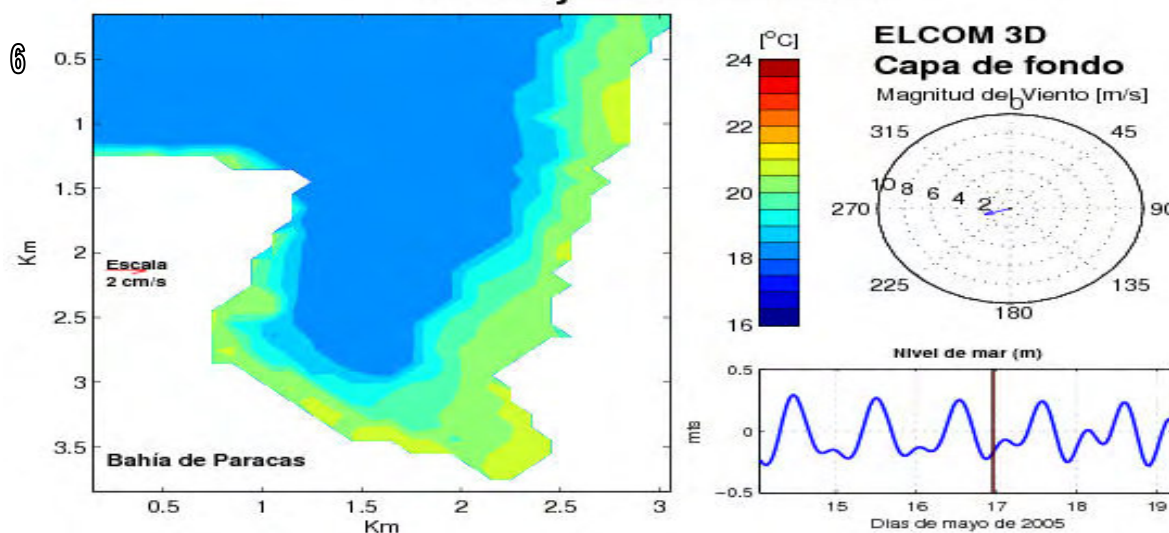 6
0.5
1
1.5
2
2.5
3
3.5
Km
Escala
2 cm/s
Bahía de Paracas
0.5 1 1.5 2 2.5 3
Km
[°C]
24
22
20
18
16
ELCOM 3D
Capa de fondo
Magnitud del Viento [m/s]
0
315 45
10 8 6 4 2
270 90
225 135
180
Nivel de mar (m)
0.5
0
−0.5
mts
15 16 17 18 19
Dias de mayo de 2005